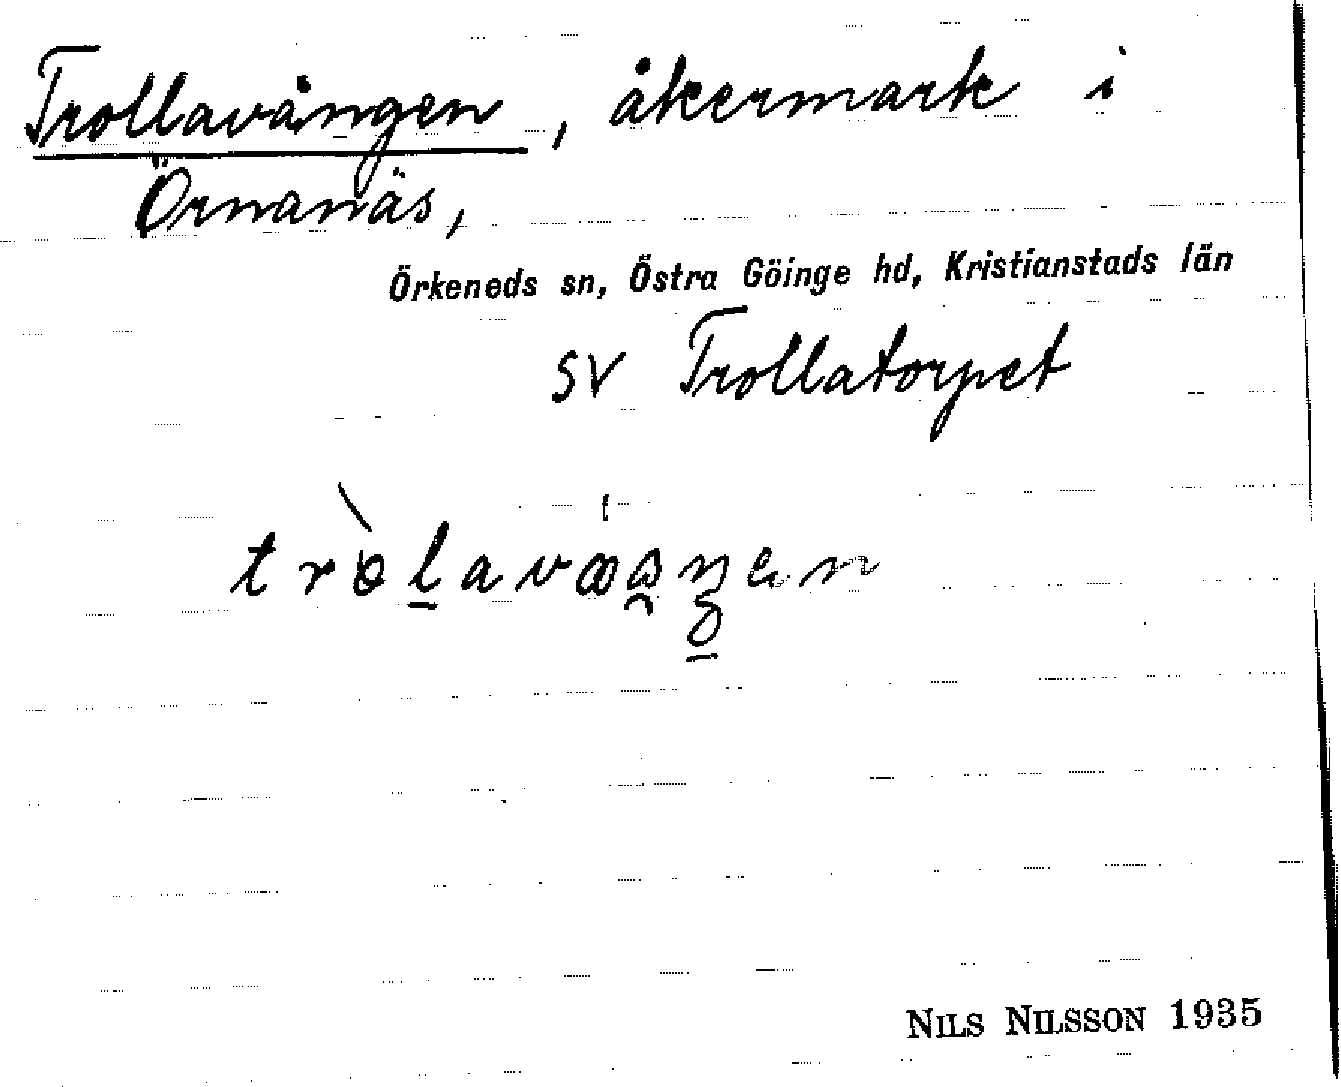 Trollavången, åkermark i
Örnanäs,
Örkeneds sn, Östra Göinge hd, Kristianstads län
SV Trollatorpet
NILS NILSSON 1935